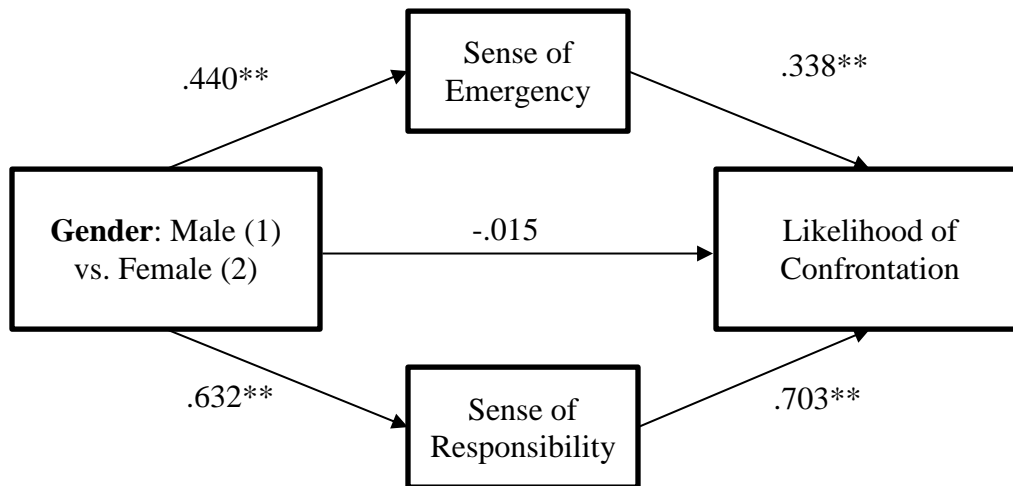 Sense of
Emergency
.440**
.338**
Gender: Male (1)
vs. Female (2)
-.015
Likelihood of
Confrontation
.632**
Sense of
Responsibility
.703**